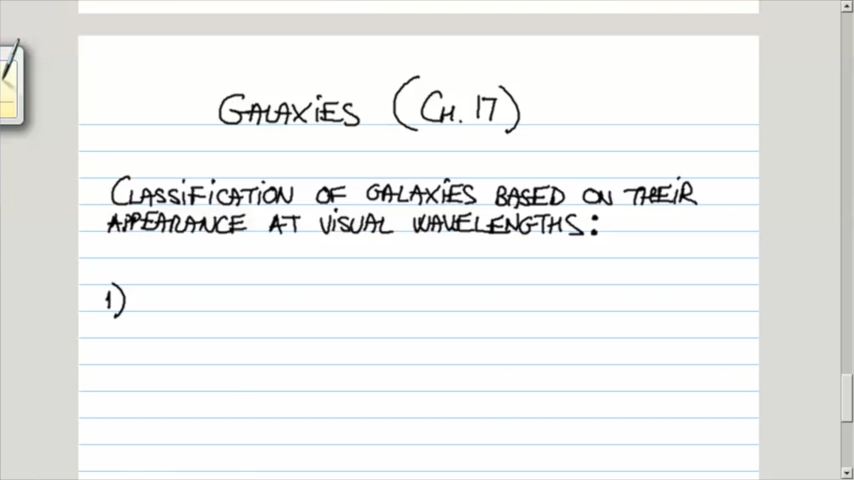 GALAXIES (CH. 17)
CLASSIFICATION OF GALAXIES BASED ON THEIR
APPEARANCE AT VISUAL WAVELENGTHS:
1)